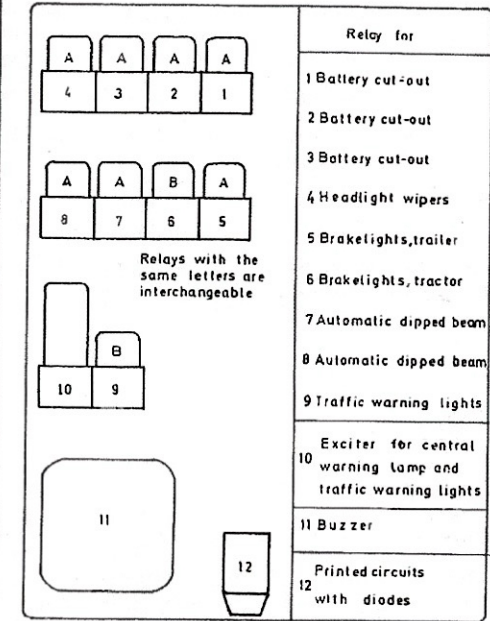 A A A A
4 3 2 1
A A B A
8 7 6 5
Relays with the
same letters are
interchangeable
B
10 9
11
12
Relay for
1 Battery cut-out
2 Battery cut-out
3 Battery cut-out
4 Headlight wipers
5 Brakelights, trailer
6 Brakelights, tractor
7 Automatic dipped beam
8 Automatic dipped beam
9 Traffic warning lights
10 Exciter for central
warning lamp and
traffic warning lights
11 Buzzer
12 Printed circuits
with diodes